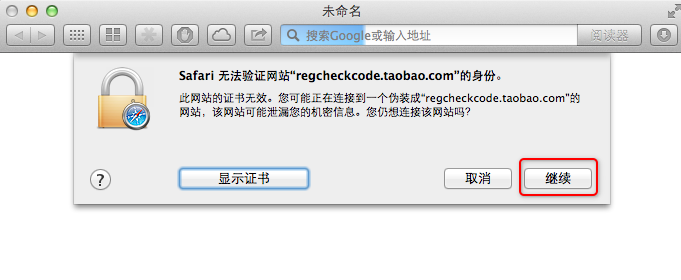 未命名
搜索Google或输入地址
阅读器
Safari 无法验证网站“regcheckcode.taobao.com”的身份。
此网站的证书无效。您可能正在连接到一个伪装成“regcheckcode.taobao.com”的
网站，该网站可能泄漏您的机密信息。您仍想连接该网站吗？
?
显示证书
取消
继续